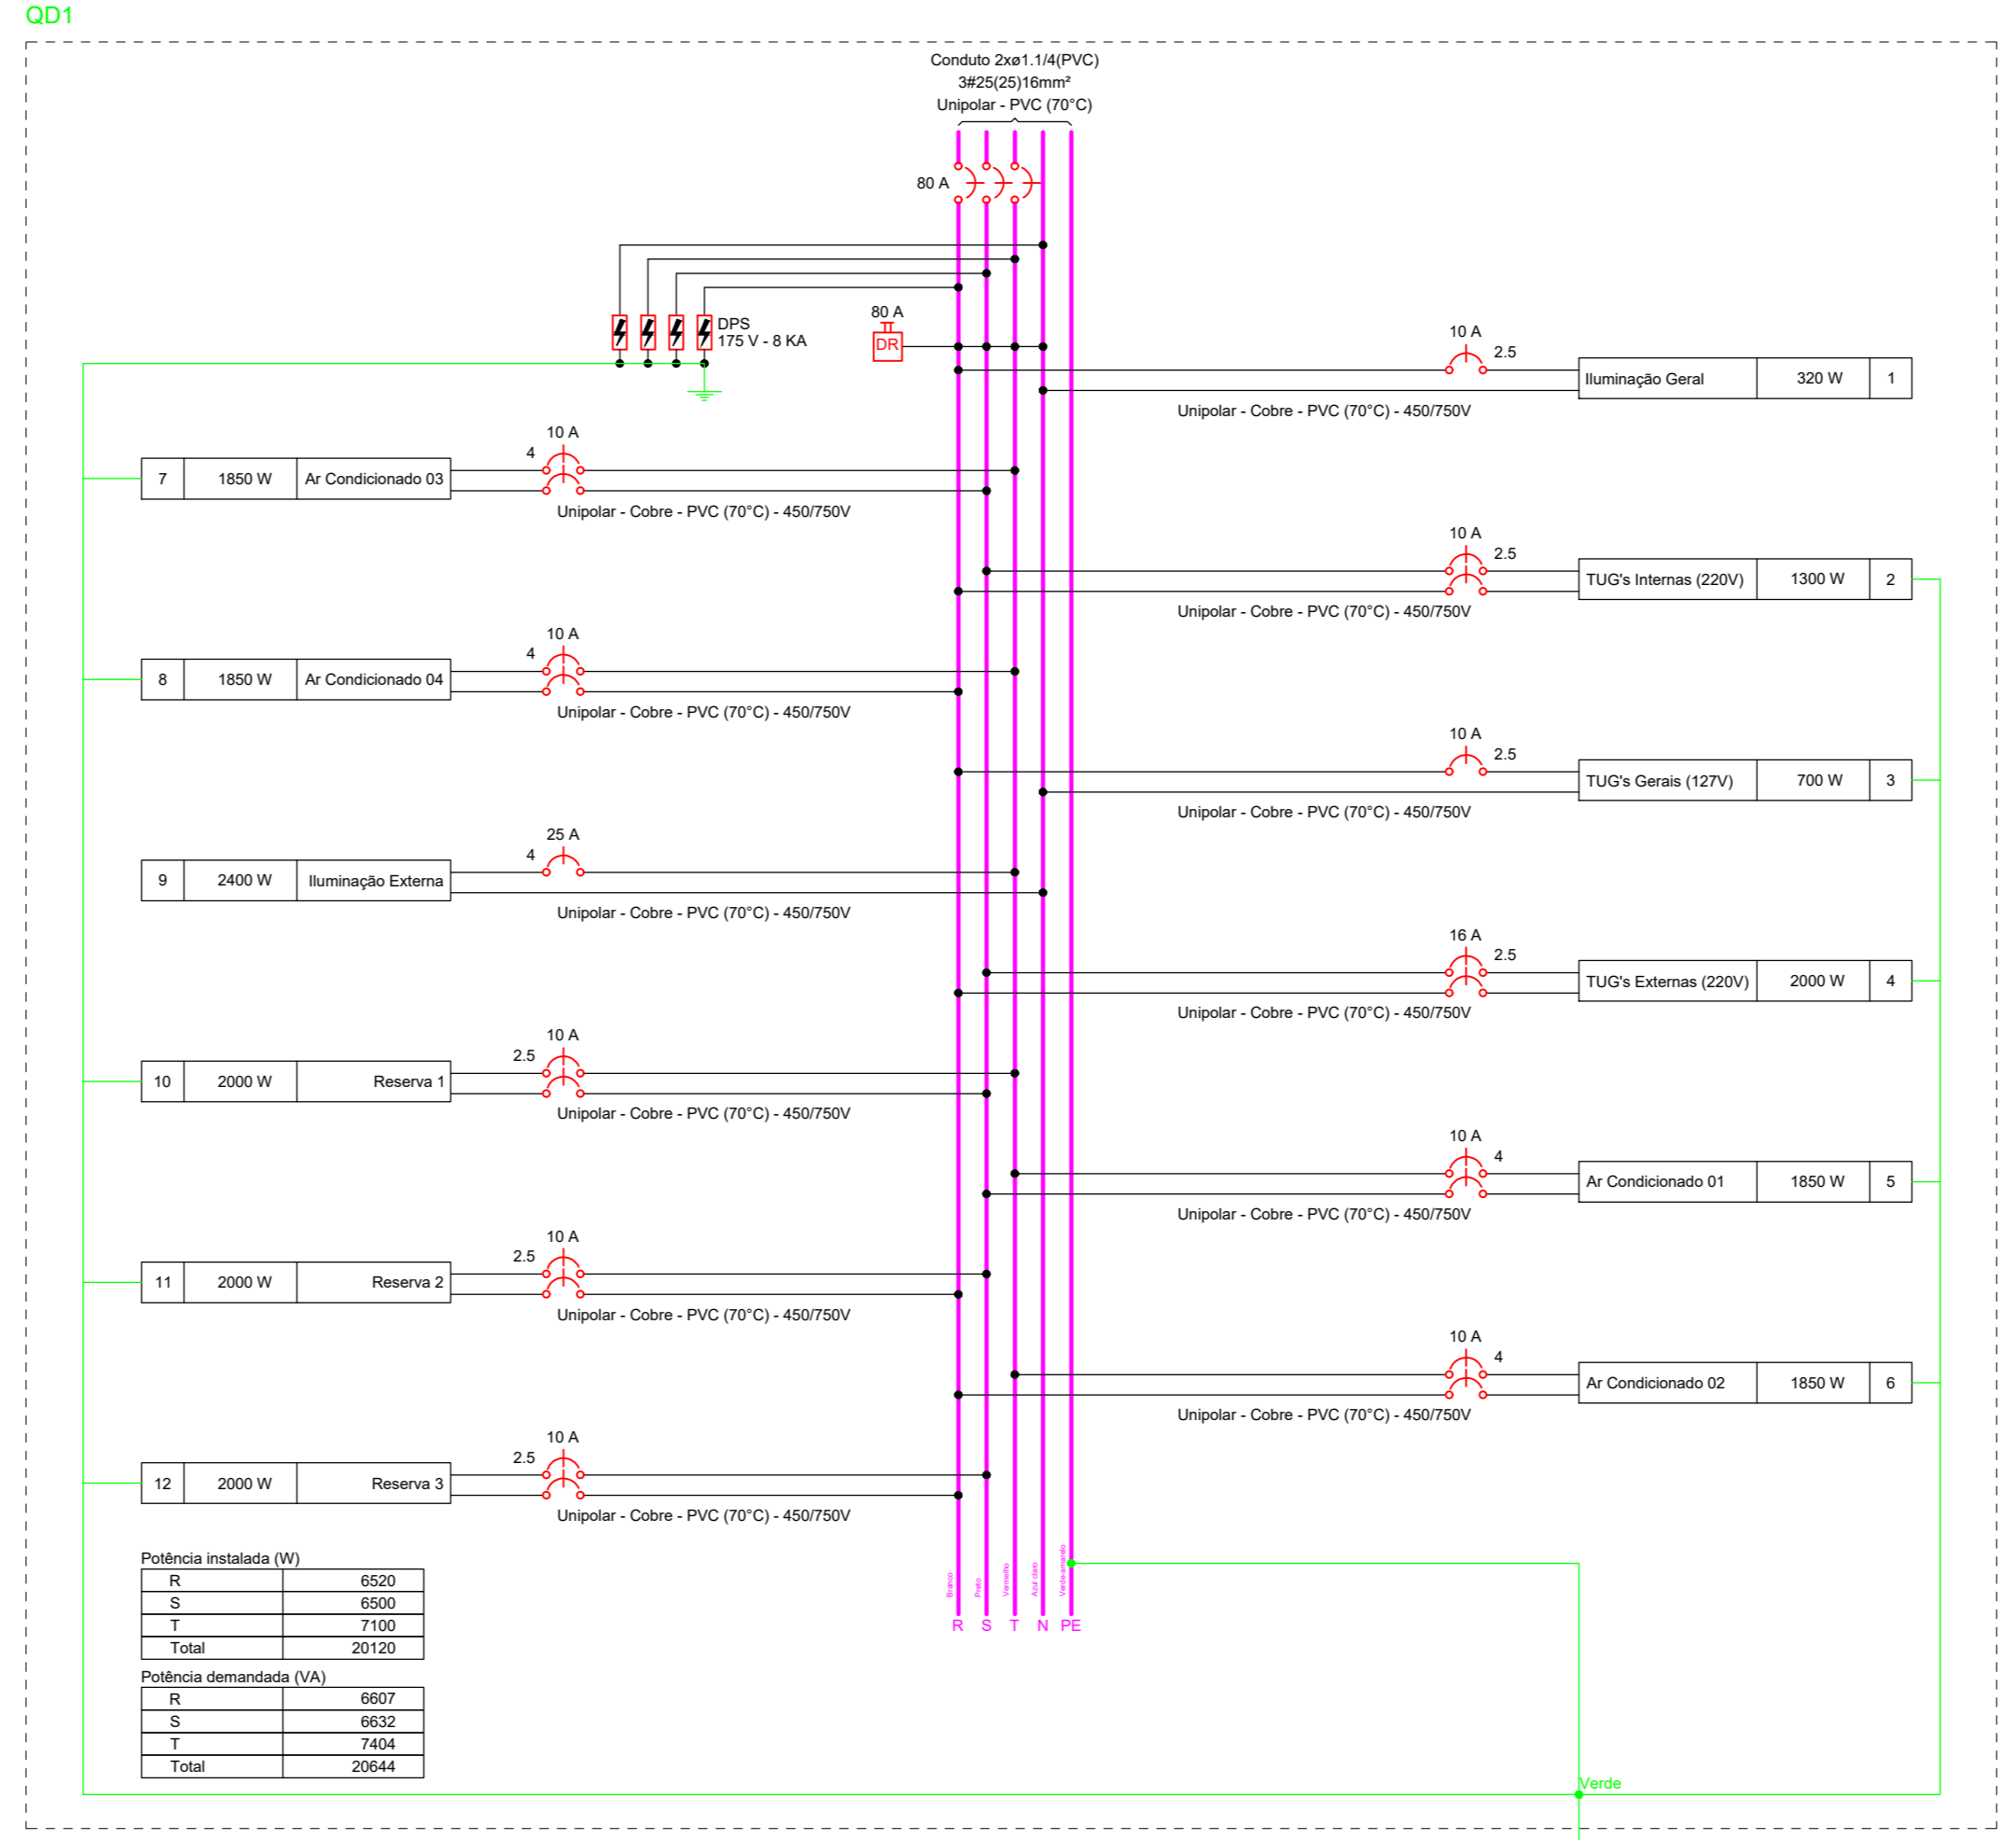 QD1
Conduto 2xø1.1/4(PVC)
3#25(25)16mm²
Unipolar - PVC (70°C)
80 A
DPS
175 V - 8 KA
80 A
DR
10 A
2.5
Iluminação Geral 320 W 1
Unipolar - Cobre - PVC (70°C) - 450/750V
10 A
4
7 1850 W Ar Condicionado 03
Unipolar - Cobre - PVC (70°C) - 450/750V
10 A
2.5
TUG's Internas (220V) 1300 W 2
Unipolar - Cobre - PVC (70°C) - 450/750V
10 A
4
8 1850 W Ar Condicionado 04
Unipolar - Cobre - PVC (70°C) - 450/750V
10 A
2.5
TUG's Gerais (127V) 700 W 3
Unipolar - Cobre - PVC (70°C) - 450/750V
25 A
4
9 2400 W Iluminação Externa
Unipolar - Cobre - PVC (70°C) - 450/750V
16 A
2.5
TUG's Externas (220V) 2000 W 4
Unipolar - Cobre - PVC (70°C) - 450/750V
10 A
2.5
10 2000 W Reserva 1
Unipolar - Cobre - PVC (70°C) - 450/750V
10 A
4
Ar Condicionado 01 1850 W 5
Unipolar - Cobre - PVC (70°C) - 450/750V
10 A
2.5
11 2000 W Reserva 2
Unipolar - Cobre - PVC (70°C) - 450/750V
10 A
4
Ar Condicionado 02 1850 W 6
Unipolar - Cobre - PVC (70°C) - 450/750V
10 A
2.5
12 2000 W Reserva 3
Unipolar - Cobre - PVC (70°C) - 450/750V
Branco
Preto
Vermelho
Azul claro
Verde-amarelo
R S T N PE
Potência instalada (W)
R 6520
S 6500
T 7100
Total 20120
Potência demandada (VA)
R 6607
S 6632
T 7404
Total 20644
Verde